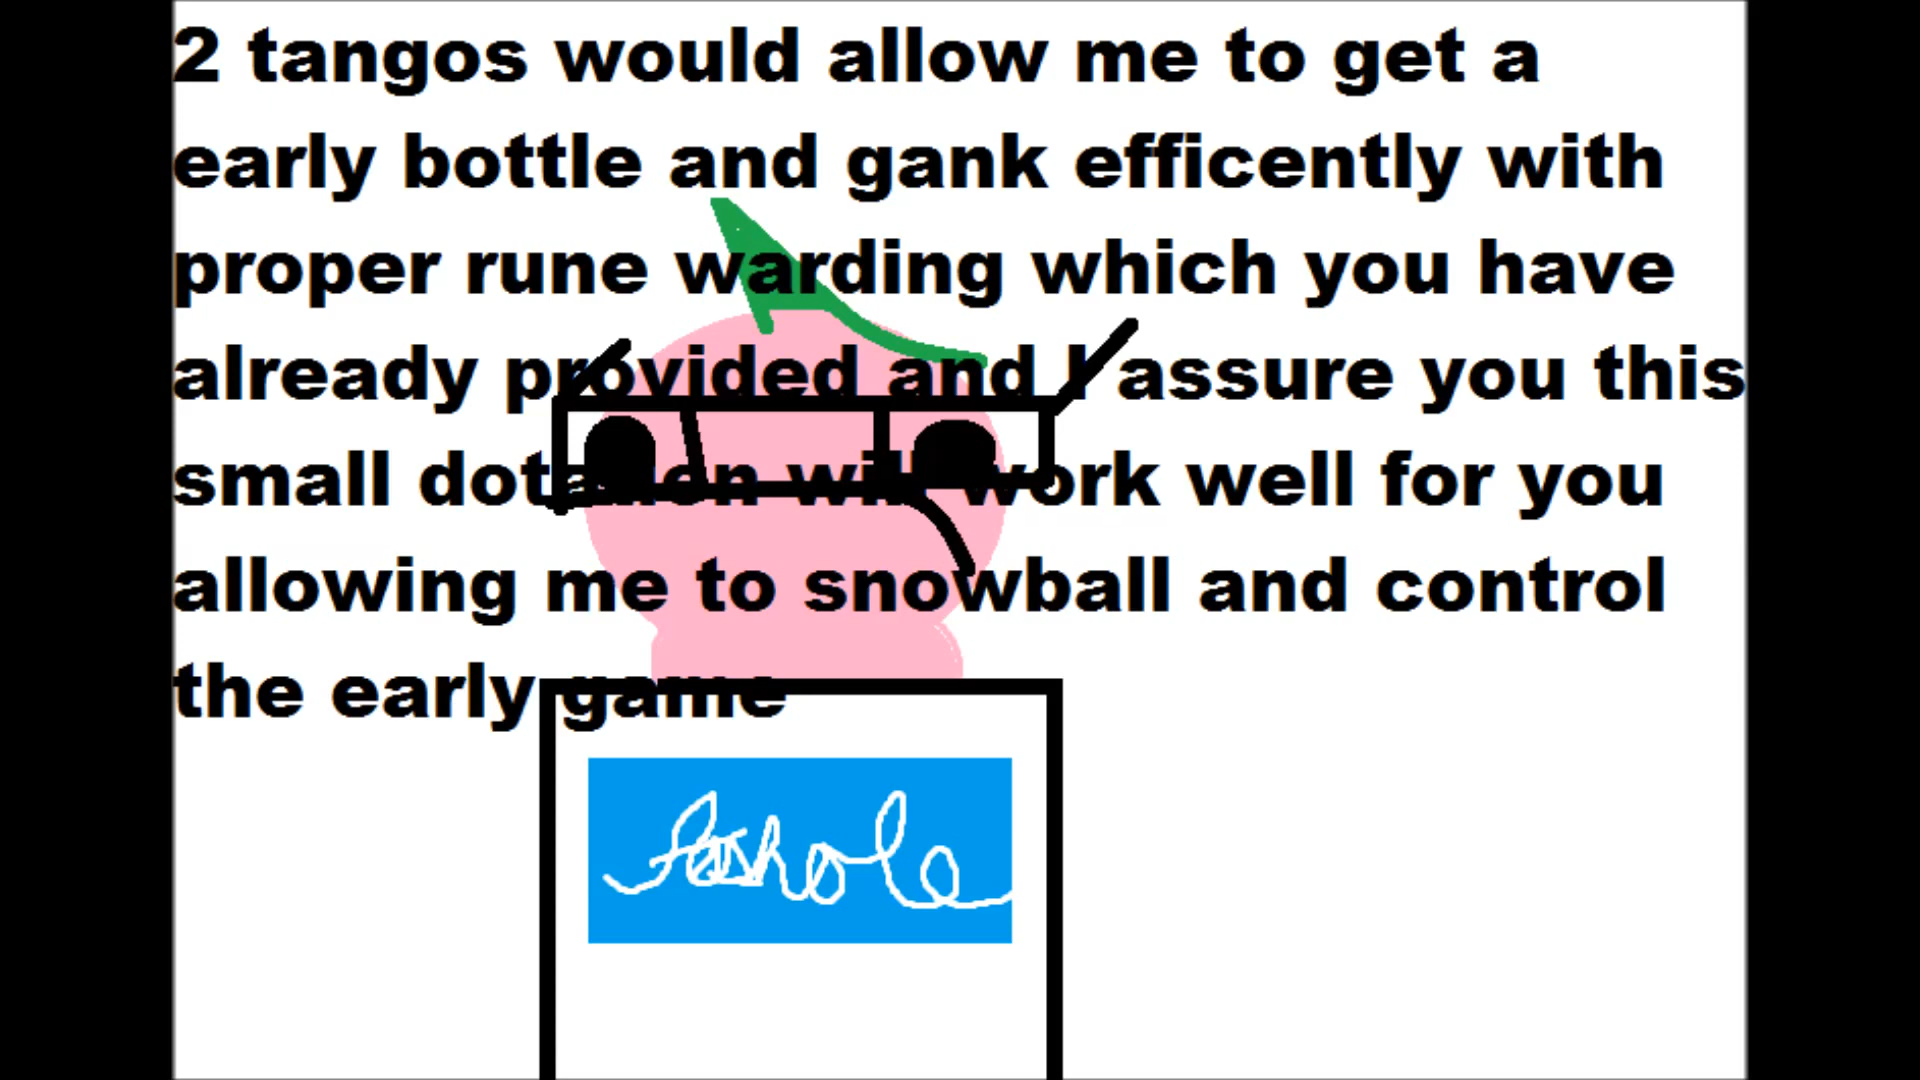 2 tangos would allow me to get a
early bottle and gank efficently with
proper rune warding which you have
already provided and I assure you this
small dotation will work well for you
allowing me to snowball and control
the early game
Asshole